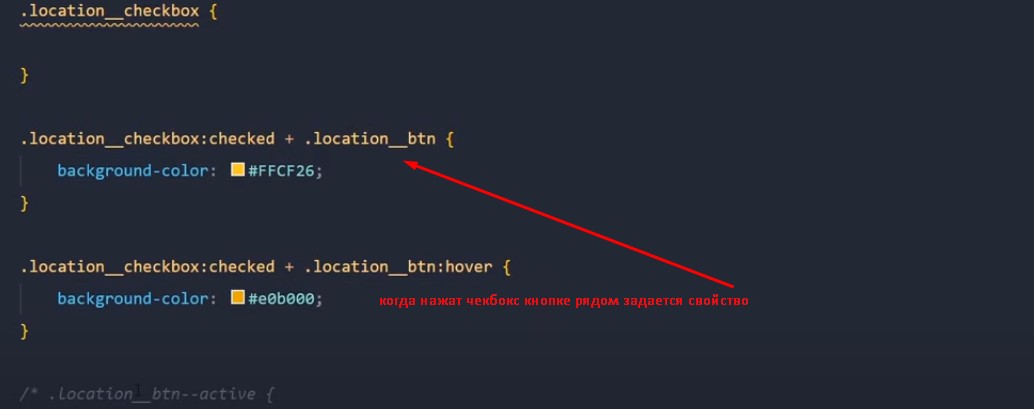 .location__checkbox {
}
.location__checkbox:checked + .location__btn {
background-color: #FFCF26;
}
.location__checkbox:checked + .location__btn:hover {
background-color: #e0b000;
когда нажат чекбокс кнопке рядом задается свойство
}
/* .location__btn--active {